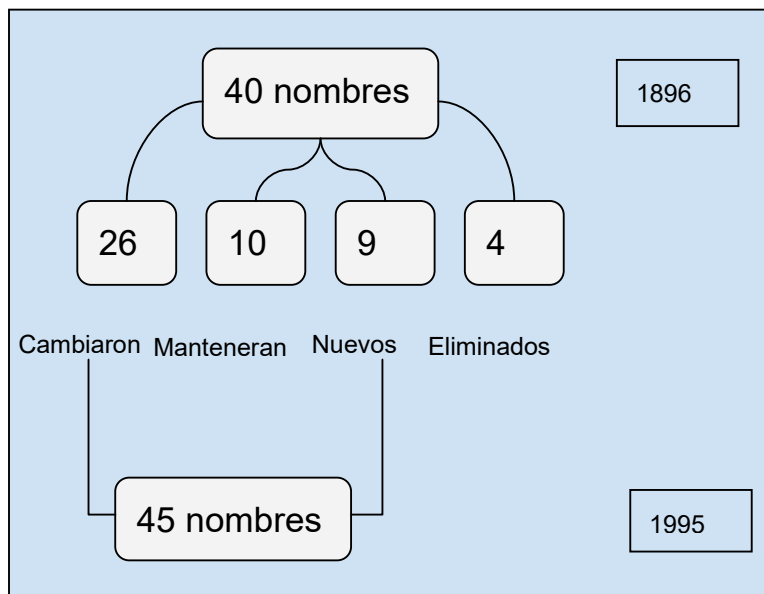 40 nombres
1896
26
10
9
4
Cambiaron
Manteneran
Nuevos
Eliminados
45 nombres
1995